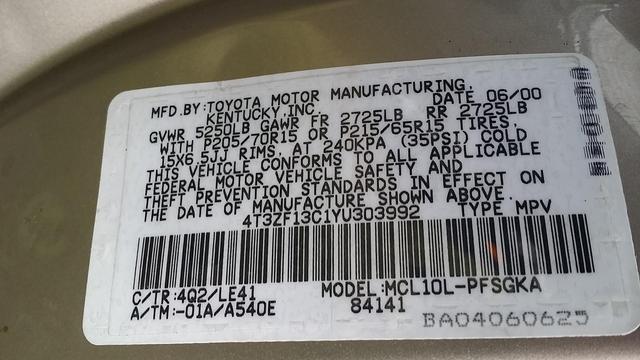 MFD.BY:TOYOTA MOTOR MANUFACTURING,
KENTUCKY,INC. DATE 06/00
GVWR 5250LB GAWR FR 2725LB RR 2725LB
WITH P205/70R15 OR P215/65R15 TIRES,
15X6.5JJ RIMS, AT 240KPA (35PSI) COLD
THIS VEHICLE CONFORMS TO ALL APPLICABLE
FEDERAL MOTOR VEHICLE SAFETY AND
THEFT PREVENTION STANDARDS IN EFFECT ON
THE DATE OF MANUFACTURE SHOWN ABOVE.
4T3ZF13C1YU303992 TYPE MPV
C/TR:4Q2/LE41 MODEL:MCL10L-PFSGKA
A/TM:-01A/A540E 84141
BA04060625